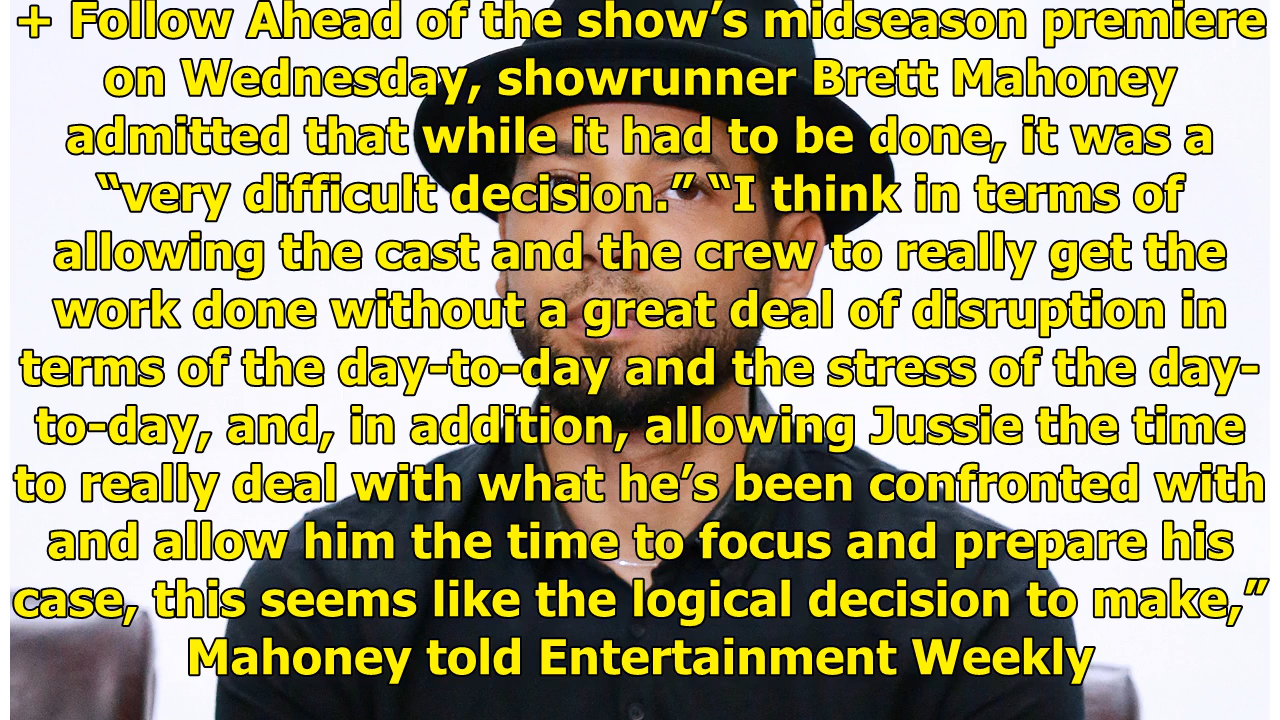 + Follow Ahead of the show’s midseason premiere
on Wednesday, showrunner Brett Mahoney
admitted that while it had to be done, it was a
“very difficult decision.” “I think in terms of
allowing the cast and the crew to really get the
work done without a great deal of disruption in
terms of the day-to-day and the stress of the day-
to-day, and, in addition, allowing Jussie the time
to really deal with what he’s been confronted with
and allow him the time to focus and prepare his
case, this seems like the logical decision to make,”
Mahoney told Entertainment Weekly